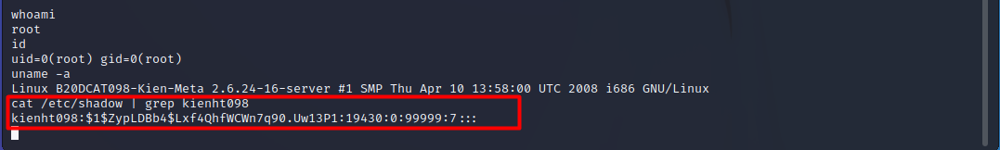 whoami
root
id
uid=0(root) gid=0(root)
uname -a
Linux B20DCAT098-Kien-Meta 2.6.24-16-server #1 SMP Thu Apr 10 13:58:00 UTC 2008 i686 GNU/Linux
cat /etc/shadow | grep kienht098
kienht098:$1$ZypLDBb4$Lxf4QhfWCWn7q90.Uw13P1:19430:0:99999:7:::